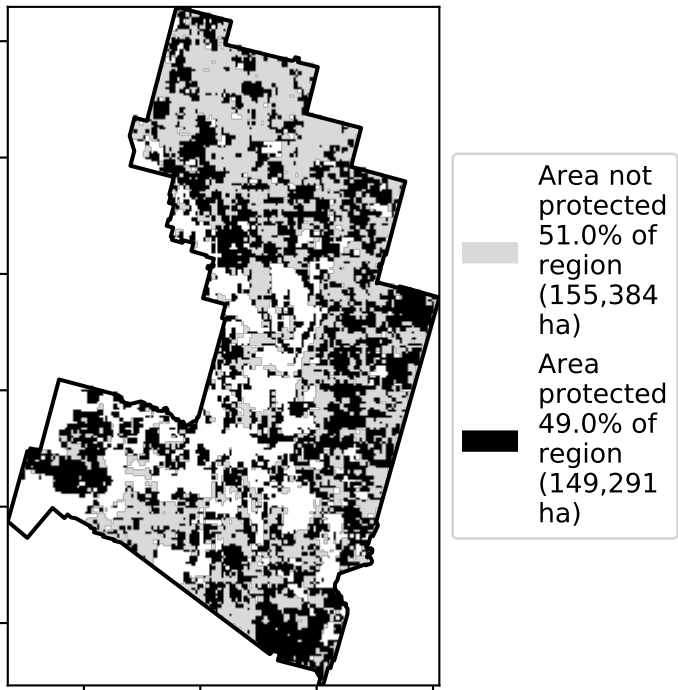 Area not
protected
51.0% of
region
(155,384
ha)
Area
protected
49.0% of
region
(149,291
ha)